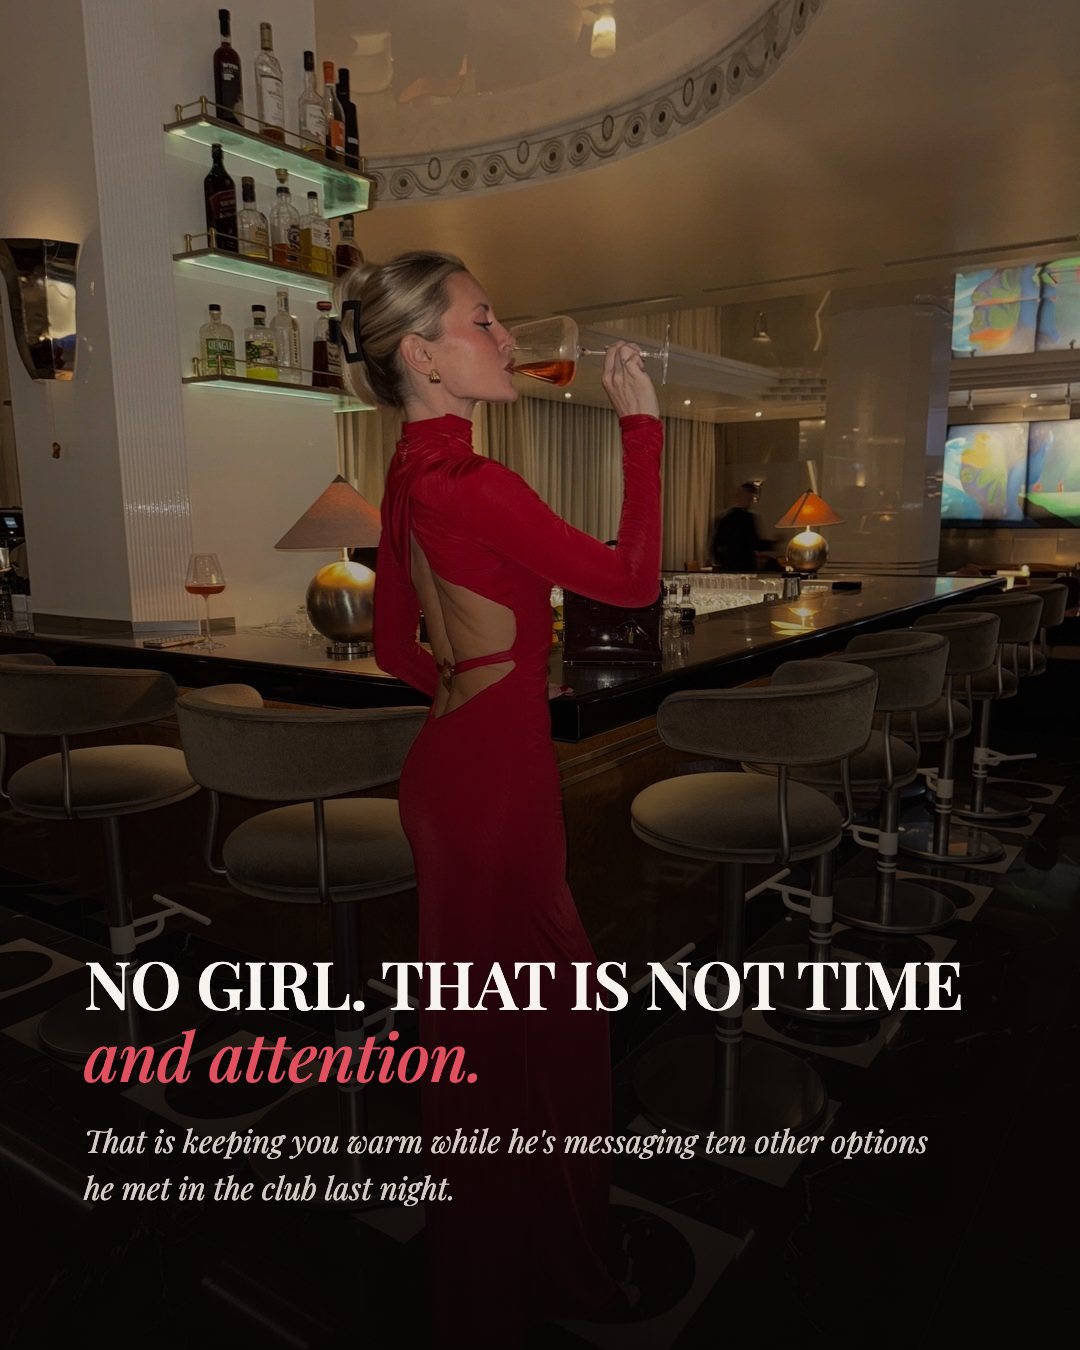 NO GIRL. THAT IS NOT TIME
and attention.
That is keeping you warm while he's messaging ten other options
he met in the club last night.